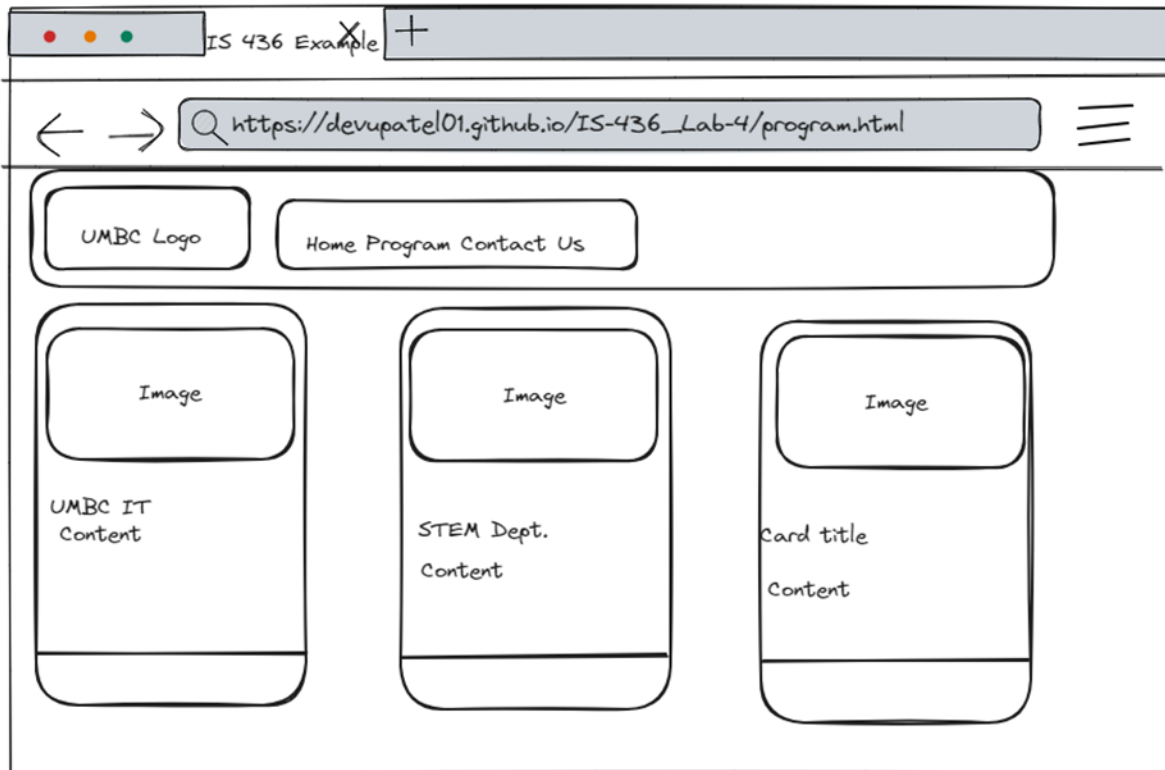 IS 436 Example
https://devupatel01.github.io/IS-436_Lab-4/program.html
UMBC Logo
Home Program Contact Us
Image
UMBC IT
Content
Image
STEM Dept.
Content
Image
Card title
Content